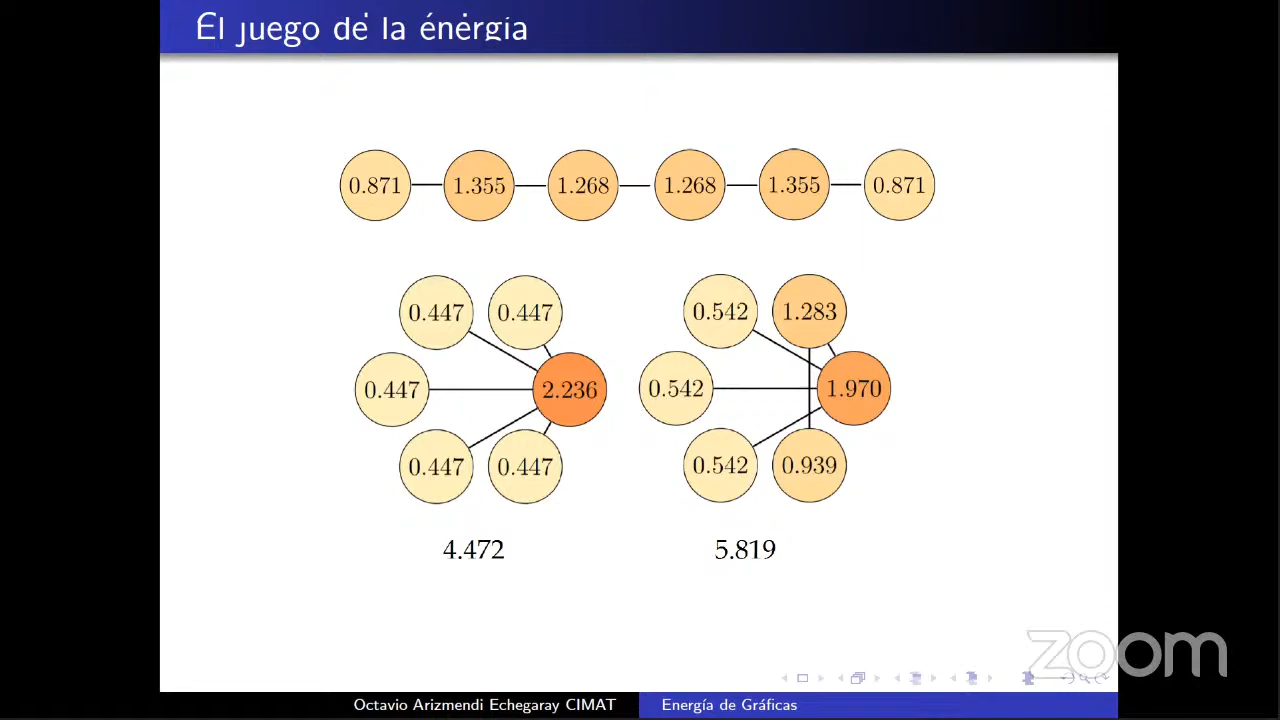 El juego de la energía
0.871 1.355 1.268 1.268 1.355 0.871
0.447 0.447 0.542 1.283
0.447 2.236 0.542 1.970
0.447 0.447 0.542 0.939
4.472 5.819
zoom
Octavio Arizmendi Echegaray CIMAT Energía de Gráficas